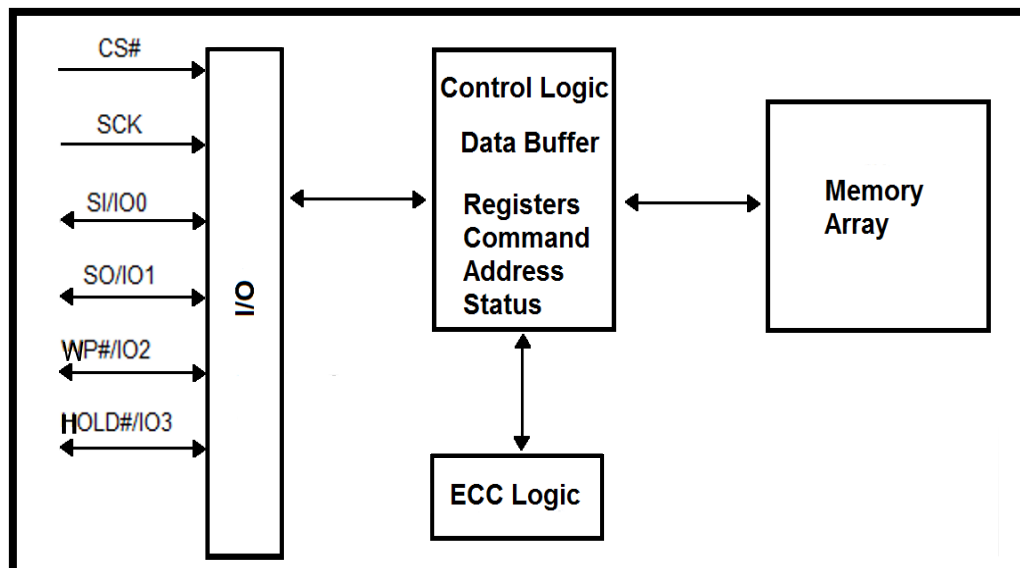 CS#
SCK
SI/IO0
SO/IO1
WP#/IO2
HOLD#/IO3
I/O
Control Logic
Data Buffer
Registers
Command
Address
Status
Memory
Array
ECC Logic